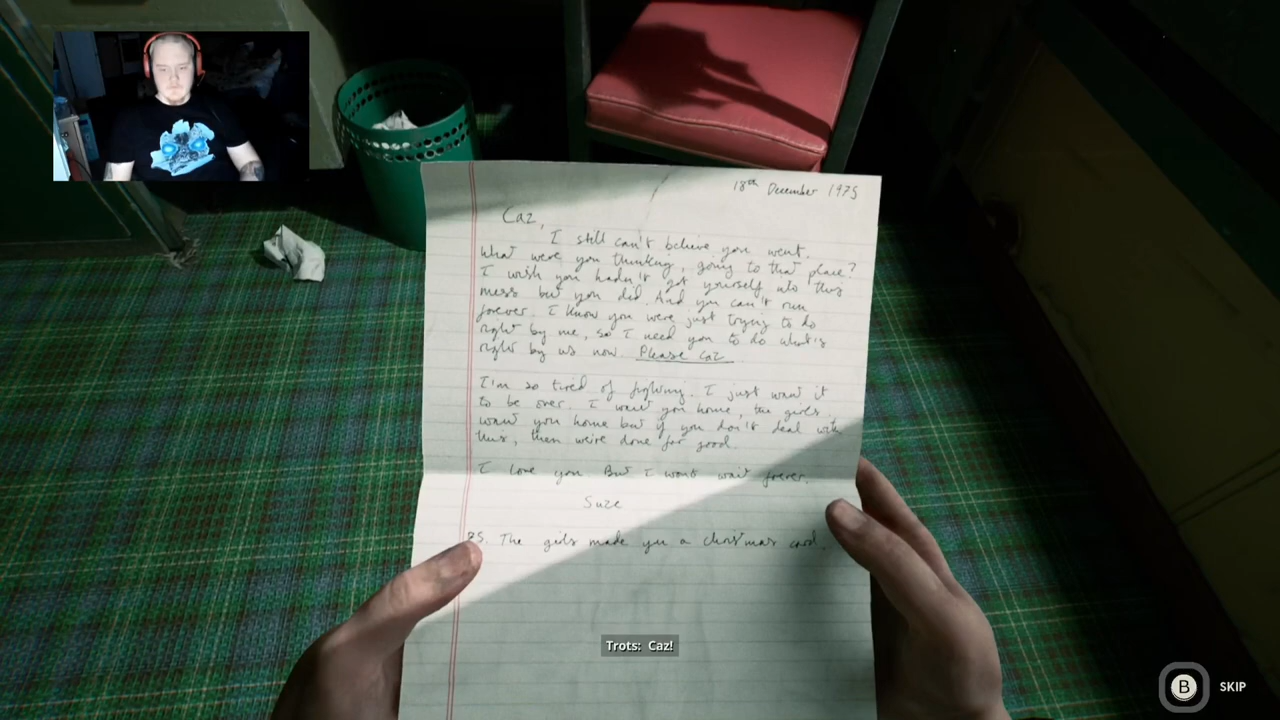 18th December 1975
Caz,
I still can't believe you went.
What were you thinking, going to that place?
I wish you hadn't got yourself into this
mess but you did. And you can't run
forever. I know you were just trying to do
right by me, so I need you to do what's
right by us now. Please Caz
I'm so tired of fighting. I just want it
to be over. I want you home, the girls
want you home but if you don't deal with
this, then we're done for good.
I love you. But I won't wait forever.
Suze
PS. The girls made you a christmas card.
Trots: Caz!
B SKIP